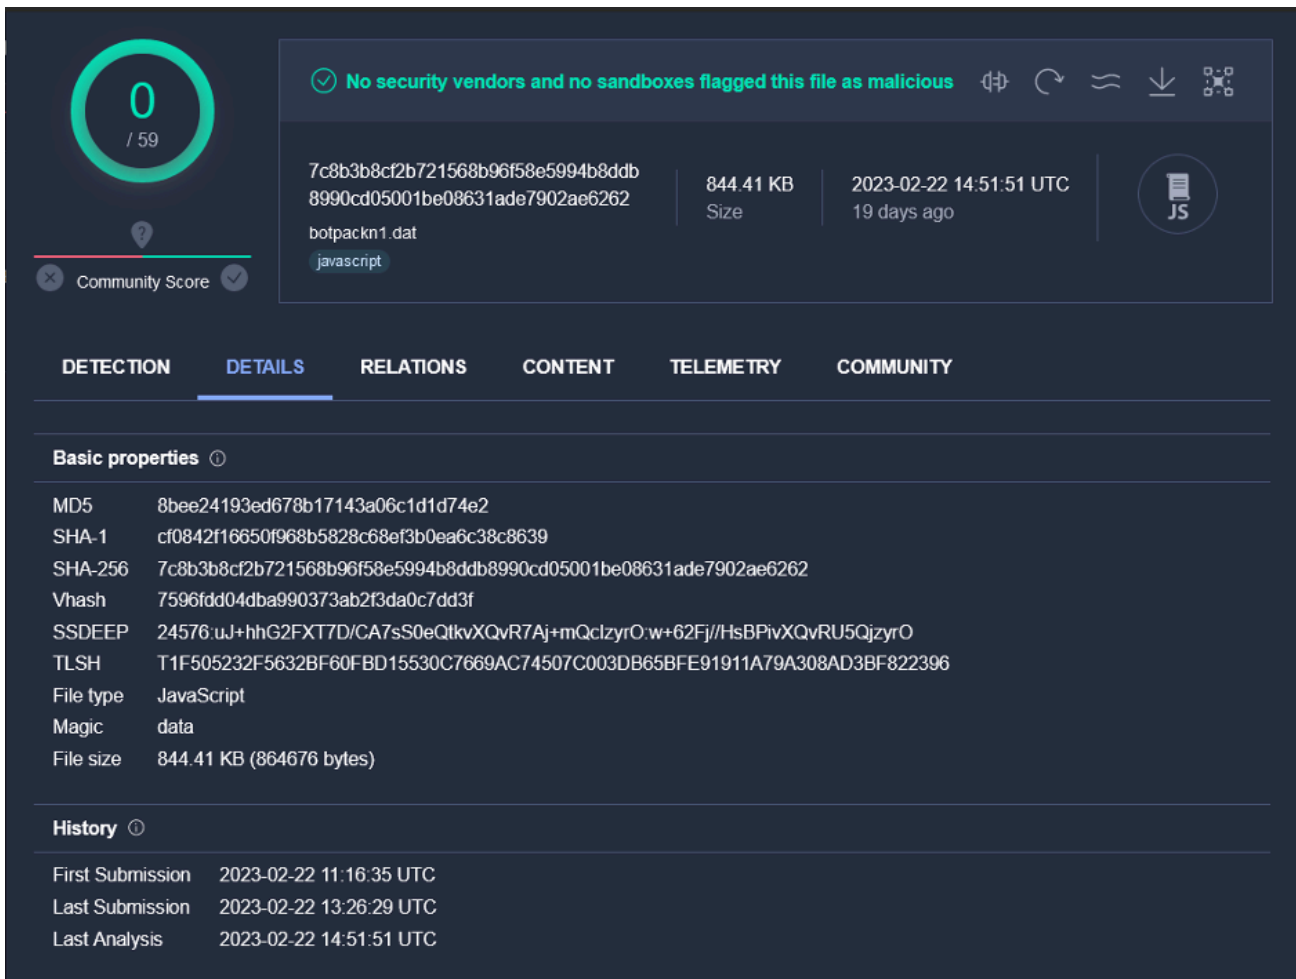 0
/ 59
Community Score
No security vendors and no sandboxes flagged this file as malicious
7c8b3b8cf2b721568b96f58e5994b8ddb
8990cd05001be08631ade7902ae6262
botpackn1.dat
javascript
844.41 KB
Size
2023-02-22 14:51:51 UTC
19 days ago
JS
DETECTION DETAILS RELATIONS CONTENT TELEMETRY COMMUNITY
Basic properties
MD5 8bee24193ed678b17143a06c1d1d74e2
SHA-1 cf0842f16650f968b5828c68ef3b0ea6c38c8639
SHA-256 7c8b3b8cf2b721568b96f58e5994b8ddb8990cd05001be08631ade7902ae6262
Vhash 7596fdd04dba990373ab2f3da0c7dd3f
SSDEEP 24576:uJ+hhG2FXT7D/CA7sS0eQtkvXQvR7Aj+mQclzyrO:w+62Fj//HsBPivXQvRU5QjzyrO
TLSH T1F505232F5632BF60FBD15530C7669AC74507C003DB65BFE91911A79A308AD3BF822396
File type JavaScript
Magic data
File size 844.41 KB (864676 bytes)
History
First Submission 2023-02-22 11:16:35 UTC
Last Submission 2023-02-22 13:26:29 UTC
Last Analysis 2023-02-22 14:51:51 UTC